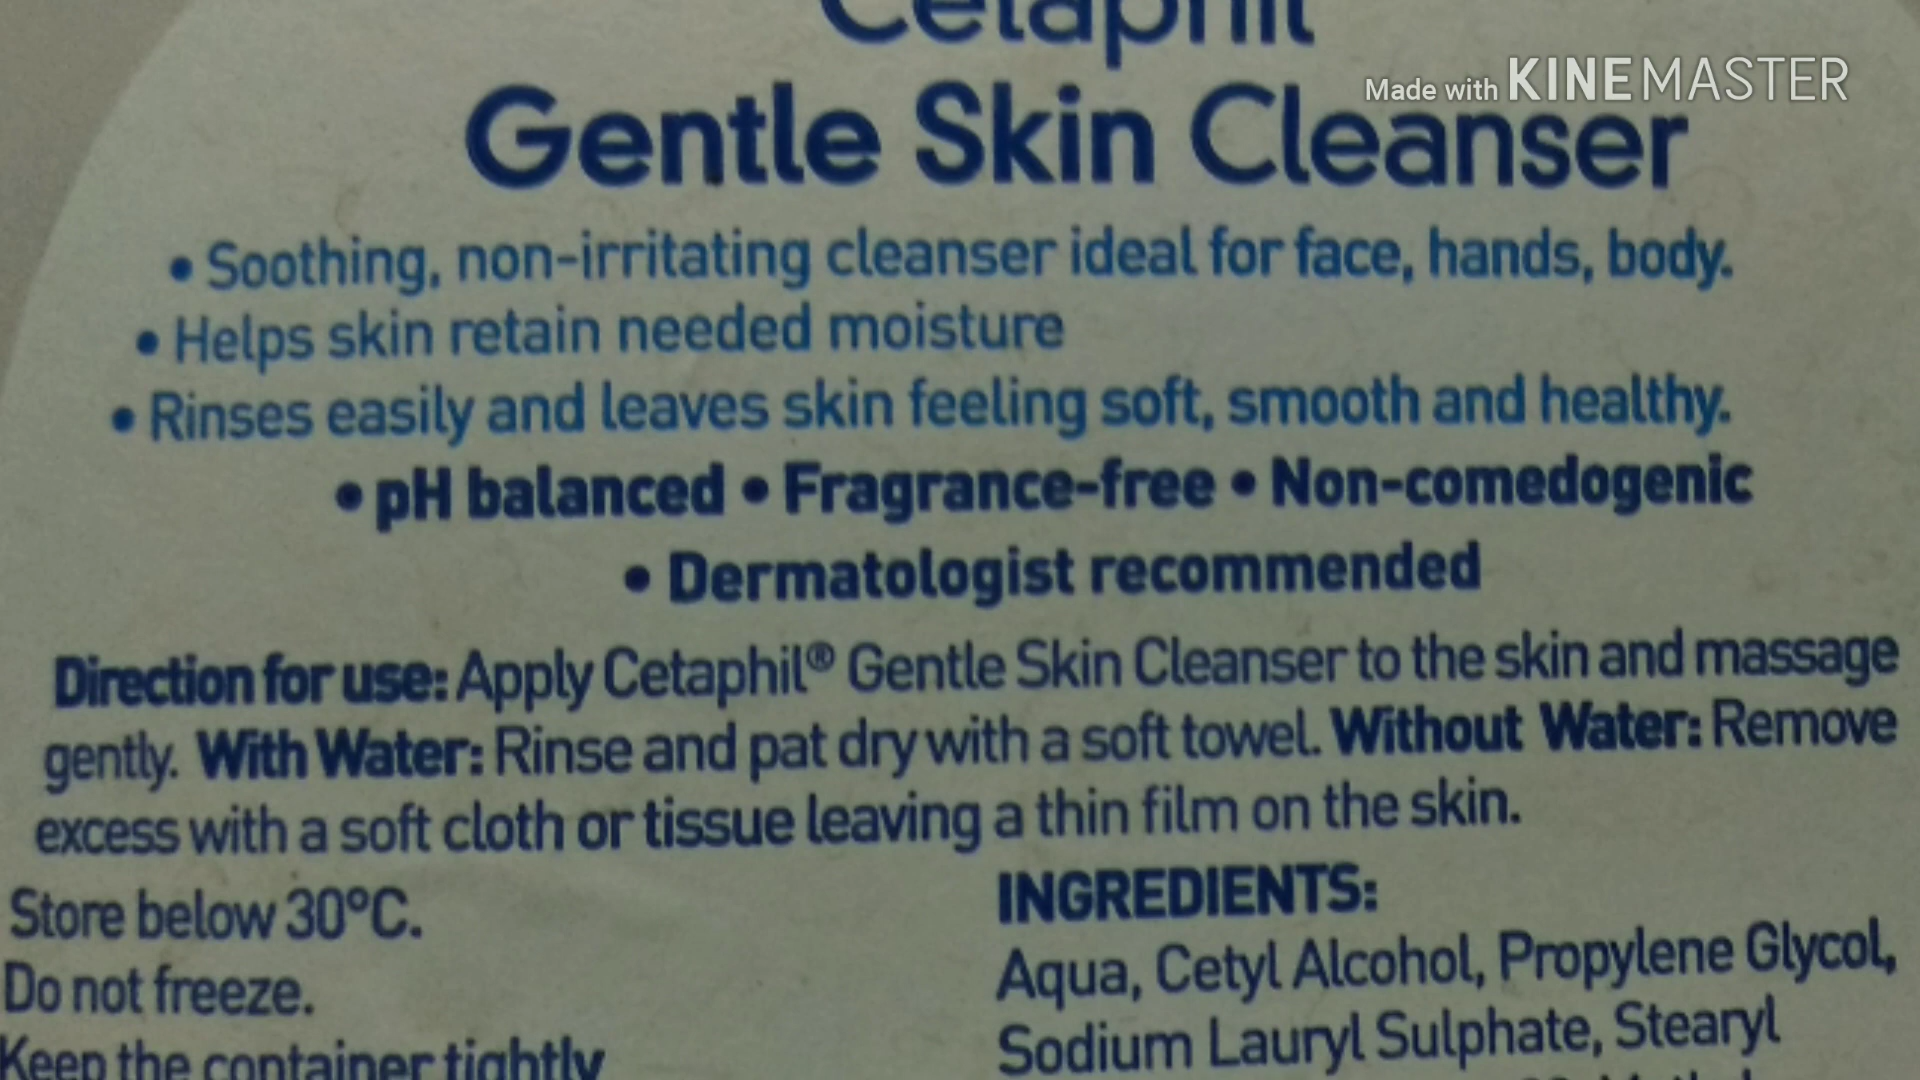 Cetaphil
Made with KINEMASTER
Gentle Skin Cleanser
• Soothing, non-irritating cleanser ideal for face, hands, body.
• Helps skin retain needed moisture
• Rinses easily and leaves skin feeling soft, smooth and healthy.
• pH balanced • Fragrance-free • Non-comedogenic
• Dermatologist recommended
Direction for use: Apply Cetaphil® Gentle Skin Cleanser to the skin and massage
gently. With Water: Rinse and pat dry with a soft towel. Without Water: Remove
excess with a soft cloth or tissue leaving a thin film on the skin.
Store below 30°C.
Do not freeze.
Keep the container tightly
INGREDIENTS:
Aqua, Cetyl Alcohol, Propylene Glycol,
Sodium Lauryl Sulphate, Stearyl